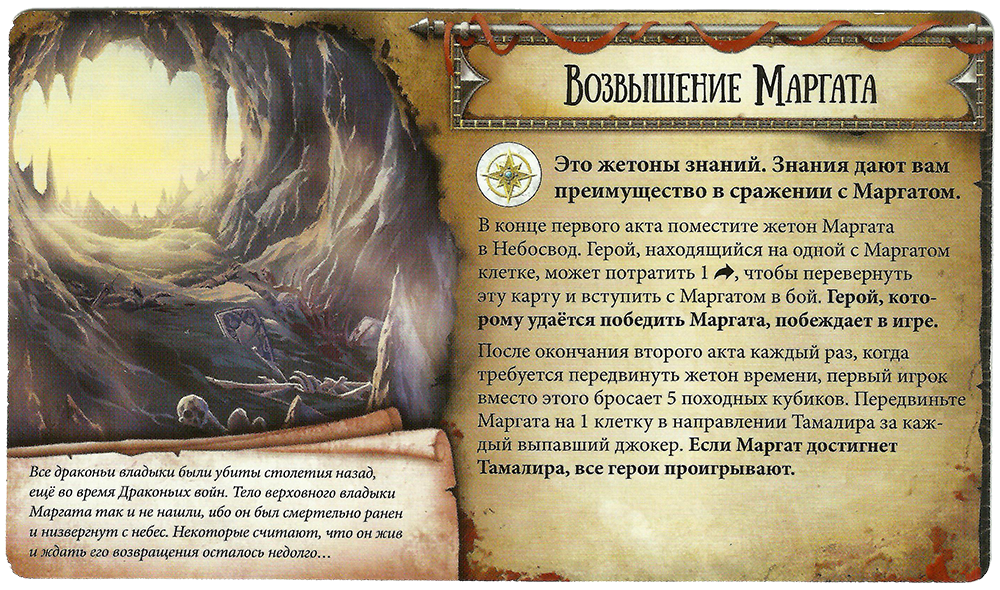 Возвышение Маргата
Это жетоны знаний. Знания дают вам
преимущество в сражении с Маргатом.
В конце первого акта поместите жетон Маргата
в Небосвод. Герой, находящийся на одной с Маргатом
клетке, может потратить 1 , чтобы перевернуть
эту карту и вступить с Маргатом в бой. Герой, кото-
рому удаётся победить Маргата, побеждает в игре.
После окончания второго акта каждый раз, когда
требуется передвинуть жетон времени, первый игрок
вместо этого бросает 5 походных кубиков. Передвиньте
Маргата на 1 клетку в направлении Тамалира за каж-
дый выпавший джокер. Если Маргат достигнет
Тамалира, все герои проигрывают.
Все драконьи владыки были убиты столетия назад,
ещё во время Драконьих войн. Тело верховного владыки
Маргата так и не нашли, ибо он был смертельно ранен
и низвергнут с небес. Некоторые считают, что он жив
и ждать его возвращения осталось недолго…